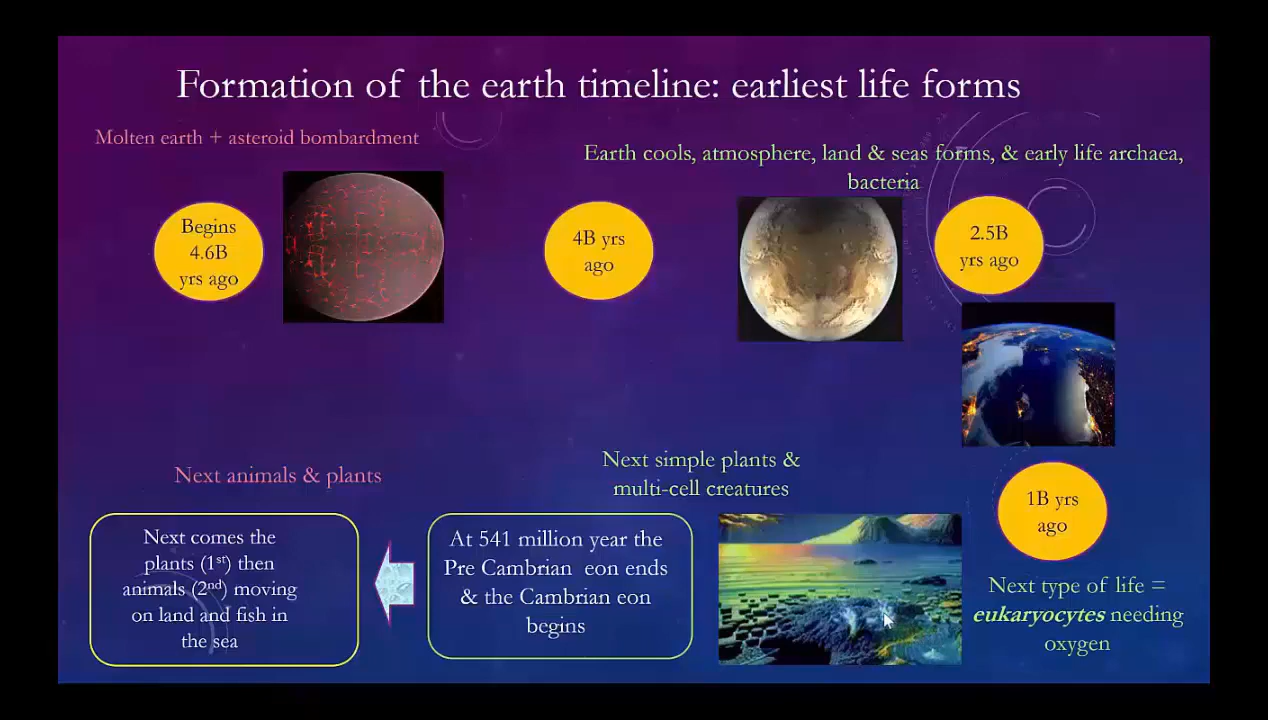 Formation of the earth timeline: earliest life forms
Molten earth + asteroid bombardment
Earth cools, atmosphere, land & seas forms, & early life archaea,
bacteria
Begins
4.6B
yrs ago
4B yrs
ago
2.5B
yrs ago
1B yrs
ago
Next type of life =
eukaryocytes needing
oxygen
Next simple plants &
multi-cell creatures
At 541 million year the
Pre Cambrian eon ends
& the Cambrian eon
begins
Next animals & plants
Next comes the
plants (1st) then
animals (2nd) moving
on land and fish in
the sea